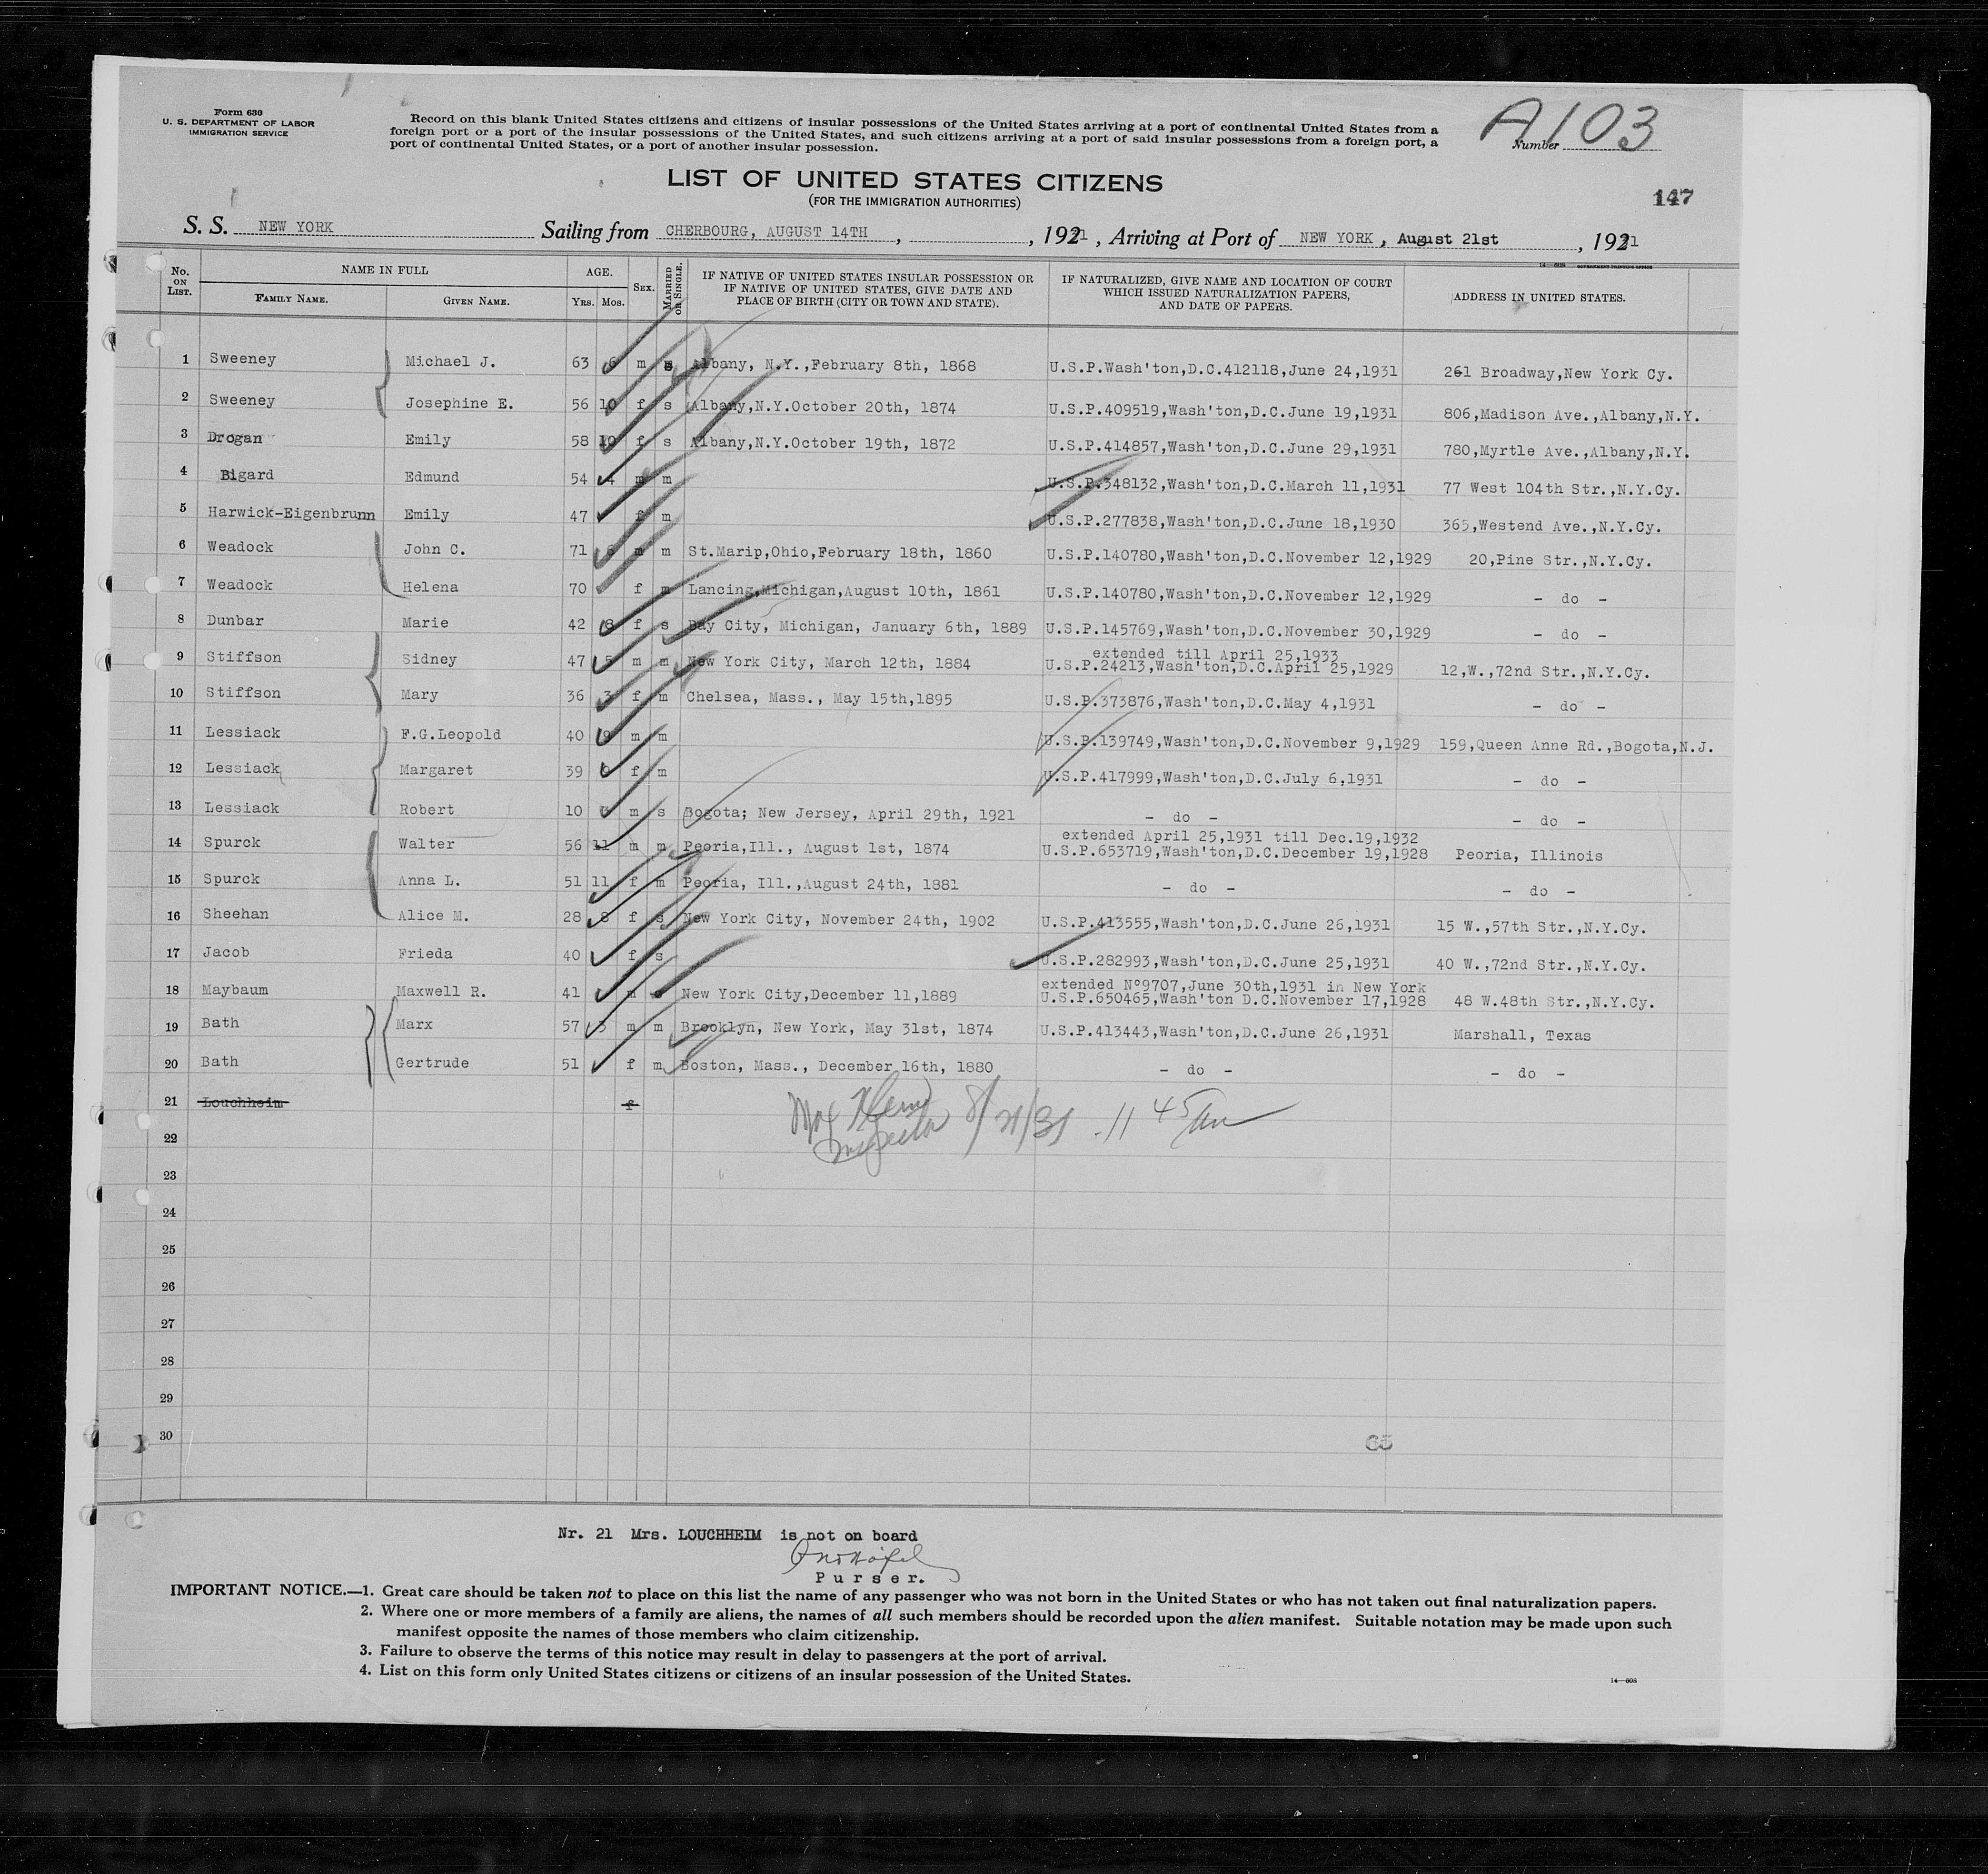 Form 630
U. S. DEPARTMENT OF LABOR
IMMIGRATION SERVICE
Record on this blank United States citizens and citizens of insular possessions of the United States arriving at a port of continental United States from a
foreign port or a port of the insular possessions of the United States, and such citizens arriving at a port of said insular possessions from a foreign port, a
port of continental United States, or a port of another insular possession.
A103
Number
LIST OF UNITED STATES CITIZENS
(FOR THE IMMIGRATION AUTHORITIES)
147
S. S. NEW YORK Sailing from CHERBOURG, AUGUST 14TH , , 1931 , Arriving at Port of NEW YORK, August 21st , 1931
No. ON LIST. NAME IN FULL FAMILY NAME. GIVEN NAME. AGE. YRS. MOS. SEX. MARRIED OR SINGLE. IF NATIVE OF UNITED STATES INSULAR POSSESSION OR IF NATIVE OF UNITED STATES, GIVE DATE AND PLACE OF BIRTH (CITY OR TOWN AND STATE). IF NATURALIZED, GIVE NAME AND LOCATION OF COURT WHICH ISSUED NATURALIZATION PAPERS, AND DATE OF PAPERS. ADDRESS IN UNITED STATES.
1 Sweeney Michael J. 63 6 m s Albany, N.Y.,February 8th, 1868 U.S.P.Wash'ton,D.C.412118,June 24,1931 261 Broadway,New York Cy.
2 Sweeney Josephine E. 56 10 f s Albany,N.Y.October 20th, 1874 U.S.P.409519,Wash'ton,D.C.June 19,1931 806,Madison Ave.,Albany,N.Y.
3 Drogan Emily 58 10 f s Albany,N.Y.October 19th, 1872 U.S.P.414857,Wash'ton,D.C.June 29,1931 780,Myrtle Ave.,Albany,N.Y.
4 Bigard Edmund 54 4 m m U.S.P.348132,Wash'ton,D.C.March 11,1931 77 West 104th Str.,N.Y.Cy.
5 Harwick-Eigenbrunn Emily 47 f m U.S.P.277838,Wash'ton,D.C.June 18,1930 365,Westend Ave.,N.Y.Cy.
6 Weadock John C. 71 6 m m St.Marip,Ohio,February 18th, 1860 U.S.P.140780,Wash'ton,D.C.November 12,1929 20,Pine Str.,N.Y.Cy.
7 Weadock Helena 70 f m Lancing,Michigan,August 10th, 1861 U.S.P.140780,Wash'ton,D.C.November 12,1929 - do -
8 Dunbar Marie 42 8 f s Bay City, Michigan, January 6th, 1889 U.S.P.145769,Wash'ton,D.C.November 30,1929 - do -
extended till April 25,1933
9 Stiffson Sidney 47 5 m m New York City, March 12th, 1884 U.S.P.24213,Wash'ton,D.C.April 25,1929 12,W.,72nd Str.,N.Y.Cy.
10 Stiffson Mary 36 3 f m Chelsea, Mass., May 15th,1895 U.S.P.373876,Wash'ton,D.C.May 4,1931 - do -
11 Lessiack F.G.Leopold 40 9 m m U.S.P.139749,Wash'ton,D.C.November 9,1929 159,Queen Anne Rd.,Bogota,N.J.
12 Lessiack Margaret 39 f m U.S.P.417999,Wash'ton,D.C.July 6,1931 - do -
13 Lessiack Robert 10 m s Bogota; New Jersey, April 29th, 1921 - do - - do -
extended April 25,1931 till Dec.19,1932
14 Spurck Walter 56 11 m m Peoria,Ill., August 1st, 1874 U.S.P.653719,Wash'ton,D.C.December 19,1928 Peoria, Illinois
15 Spurck Anna L. 51 11 f m Peoria, Ill.,August 24th, 1881 - do - - do -
16 Sheehan Alice M. 28 8 f s New York City, November 24th, 1902 U.S.P.413555,Wash'ton,D.C.June 26,1931 15 W.,57th Str.,N.Y.Cy.
17 Jacob Frieda 40 f s U.S.P.282993,Wash'ton,D.C.June 25,1931 40 W.,72nd Str.,N.Y.Cy.
extended N°9707,June 30th,1931 in New York
18 Maybaum Maxwell R. 41 m New York City,December 11,1889 U.S.P.650465,Wash'ton D.C.November 17,1928 48 W.48th Str.,N.Y.Cy.
19 Bath Marx 57 3 m m Brooklyn, New York, May 31st, 1874 U.S.P.413443,Wash'ton,D.C.June 26,1931 Marshall, Texas
20 Bath Gertrude 51 f m Boston, Mass., December 16th, 1880 - do - - do -
21 Louchheim f
Inspector 8/21/31 11 45 am
22
23
24
25
26
27
28
29
30
65
Nr. 21 Mrs. LOUCHHEIM is not on board
Purser.
IMPORTANT NOTICE.—1. Great care should be taken not to place on this list the name of any passenger who was not born in the United States or who has not taken out final naturalization papers.
2. Where one or more members of a family are aliens, the names of all such members should be recorded upon the alien manifest. Suitable notation may be made upon such
manifest opposite the names of those members who claim citizenship.
3. Failure to observe the terms of this notice may result in delay to passengers at the port of arrival.
4. List on this form only United States citizens or citizens of an insular possession of the United States.
14—608